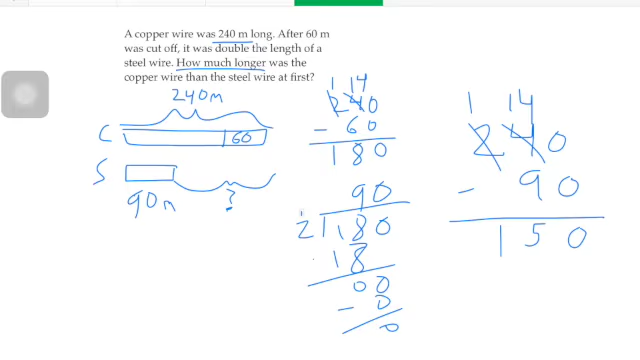 A copper wire was 240 m long. After 60 m
was cut off, it was double the length of a
steel wire. How much longer was the
copper wire than the steel wire at first?
240m
C 60
S
90m ?
1 14
240
- 60
180
90
2 180
18
00
- 0
0
1 14
240
- 90
150